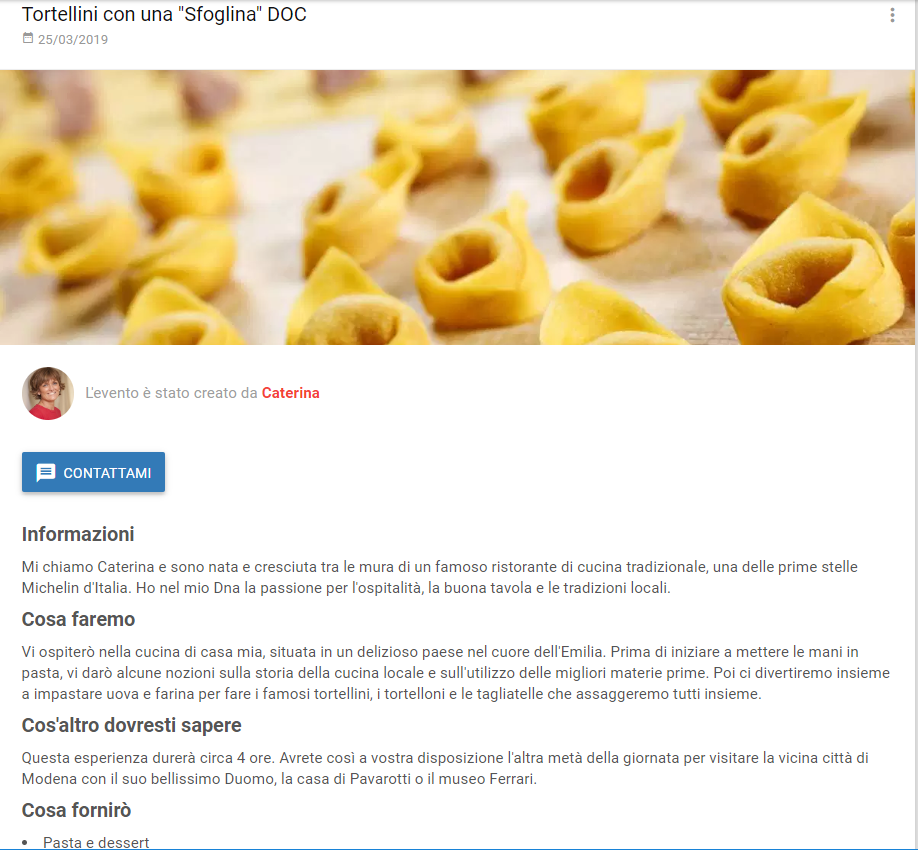 Tortellini con una "Sfoglina" DOC
25/03/2019
L'evento è stato creato da Caterina
CONTATTAMI
Informazioni
Mi chiamo Caterina e sono nata e cresciuta tra le mura di un famoso ristorante di cucina tradizionale, una delle prime stelle
Michelin d'Italia. Ho nel mio Dna la passione per l'ospitalità, la buona tavola e le tradizioni locali.
Cosa faremo
Vi ospiterò nella cucina di casa mia, situata in un delizioso paese nel cuore dell'Emilia. Prima di iniziare a mettere le mani in
pasta, vi darò alcune nozioni sulla storia della cucina locale e sull'utilizzo delle migliori materie prime. Poi ci divertiremo insieme
a impastare uova e farina per fare i famosi tortellini, i tortelloni e le tagliatelle che assaggeremo tutti insieme.
Cos'altro dovresti sapere
Questa esperienza durerà circa 4 ore. Avrete così a vostra disposizione l'altra metà della giornata per visitare la vicina città di
Modena con il suo bellissimo Duomo, la casa di Pavarotti o il museo Ferrari.
Cosa fornirò
• Pasta e dessert